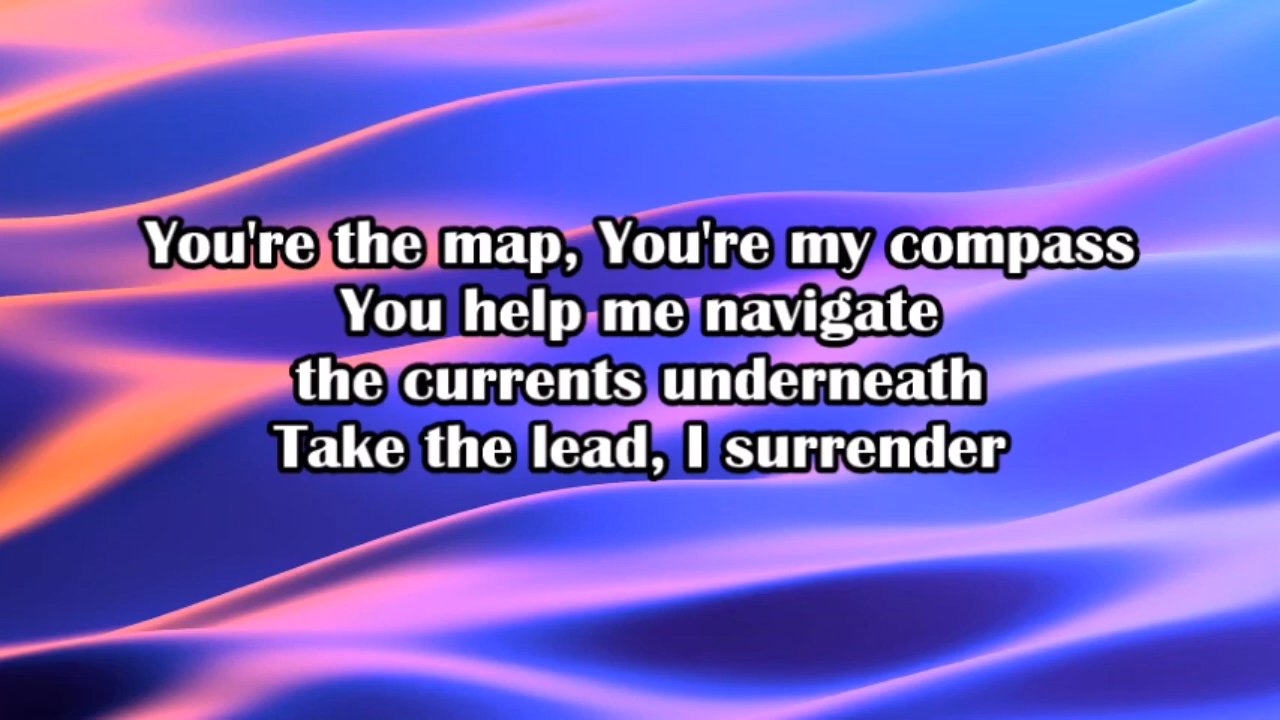 You're the map, You're my compass
You help me navigate
the currents underneath
Take the lead, I surrender